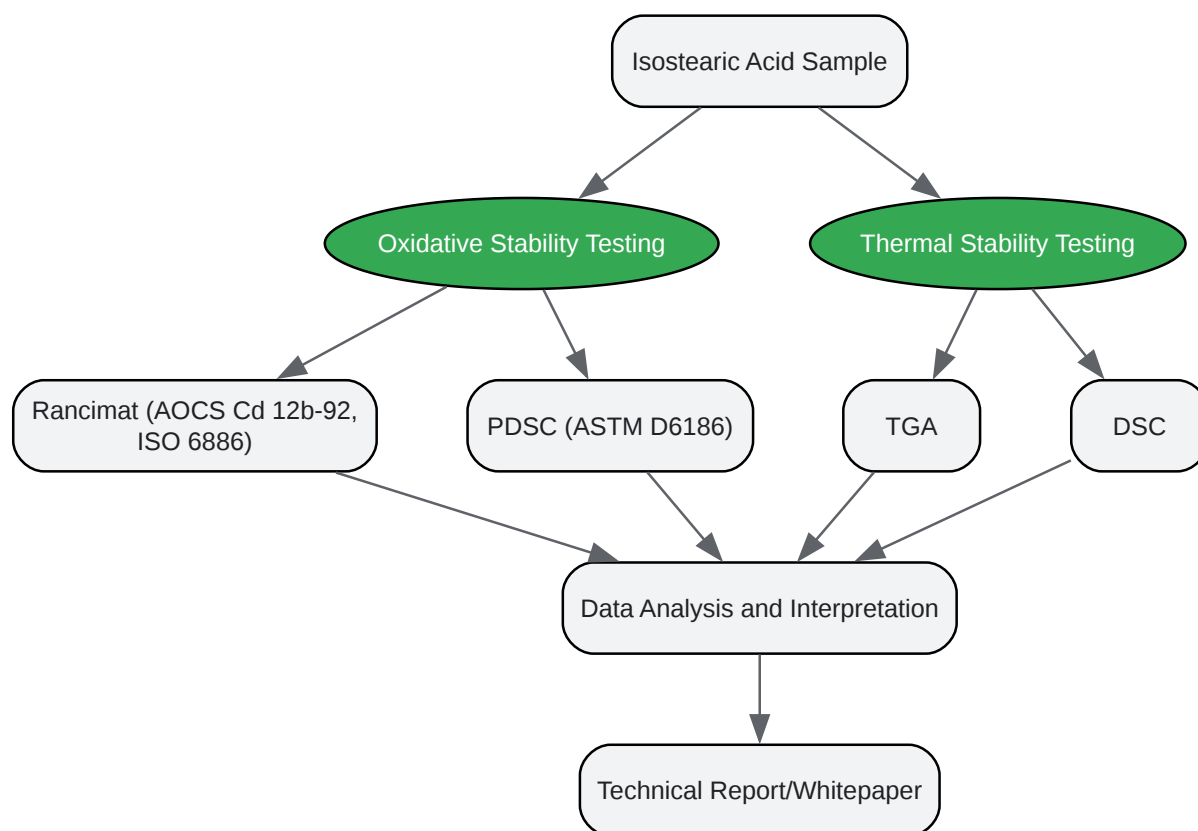 Isostearic Acid Sample
Oxidative Stability Testing
Thermal Stability Testing
Rancimat (AOCS Cd 12b-92,
ISO 6886)
PDSC (ASTM D6186)
TGA
DSC
Data Analysis and Interpretation
Technical Report/Whitepaper